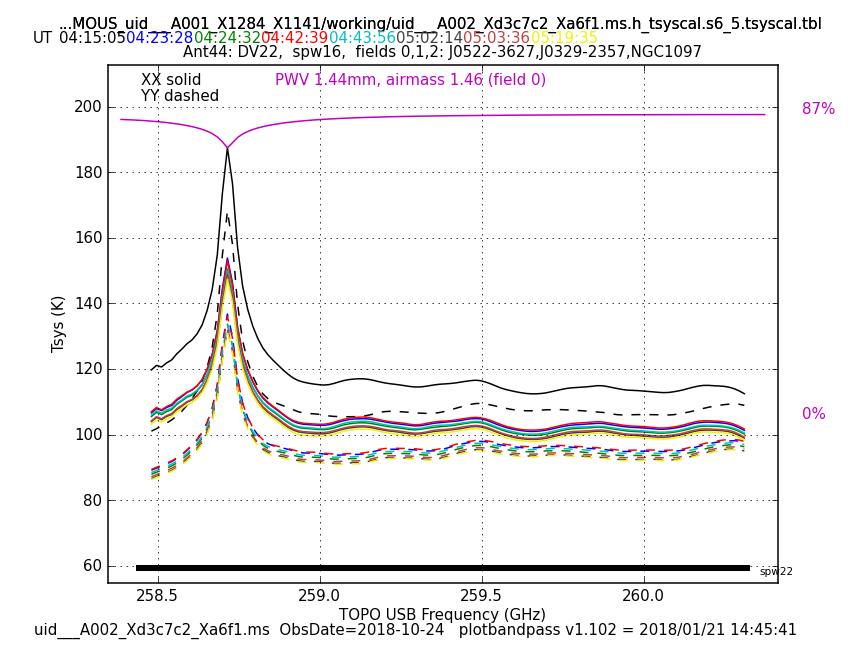 ...MOUS_uid___A001_X1284_X1141/working/uid___A002_Xd3c7c2_Xa6f1.ms.h_tsyscal.s6_5.tsyscal.tbl
UT 04:15:05 04:23:28 04:24:32 04:42:39 04:43:56 05:02:14 05:03:36 05:19:35
Ant44: DV22, spw16, fields 0,1,2: J0522-3627,J0329-2357,NGC1097
XX solid
YY dashed
PWV 1.44mm, airmass 1.46 (field 0)
87%
0%
200
180
160
140
120
100
80
60
Tsys (K)
spw22
258.5 259.0 259.5 260.0
TOPO USB Frequency (GHz)
uid___A002_Xd3c7c2_Xa6f1.ms ObsDate=2018-10-24 plotbandpass v1.102 = 2018/01/21 14:45:41